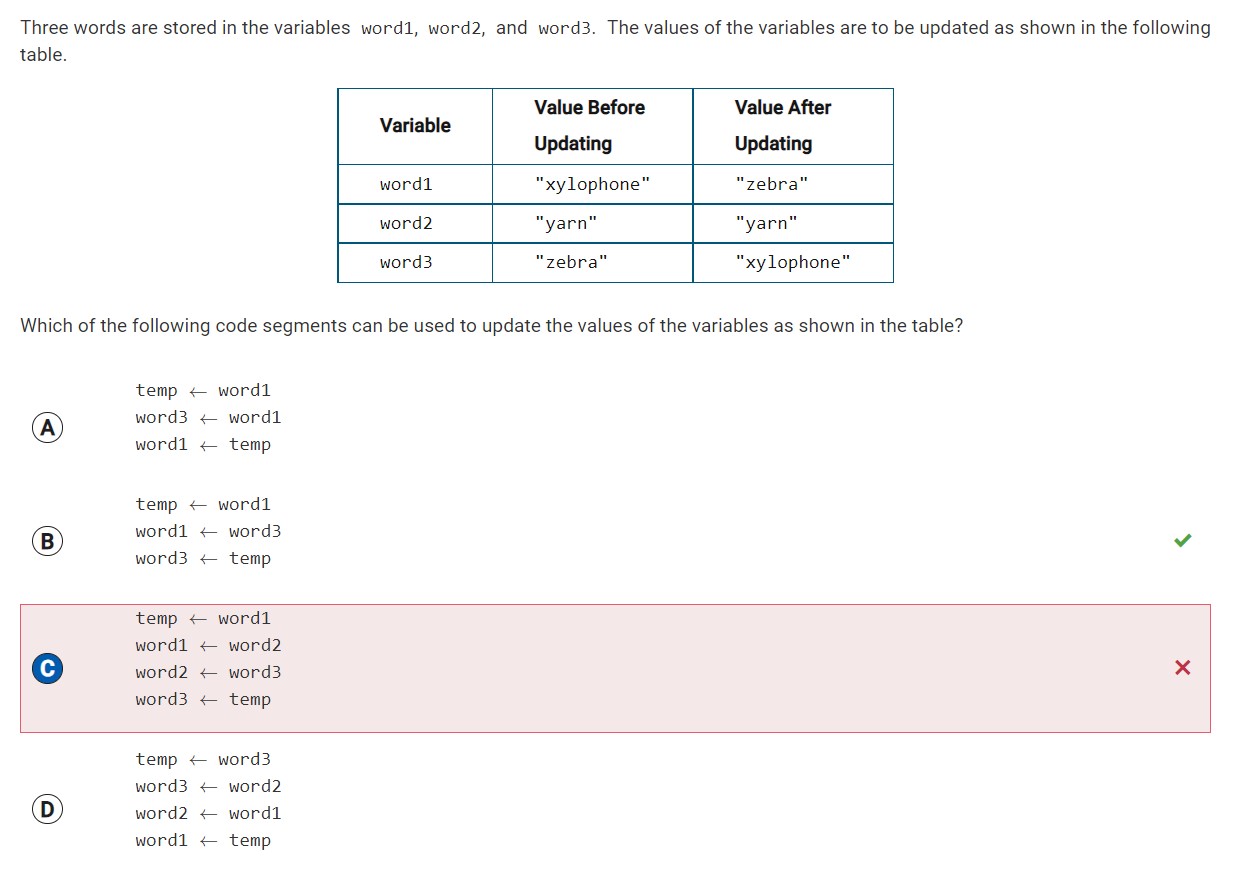 Three words are stored in the variables word1, word2, and word3. The values of the variables are to be updated as shown in the following
table.
Variable Value Before Updating Value After Updating
word1 "xylophone" "zebra"
word2 "yarn" "yarn"
word3 "zebra" "xylophone"
Which of the following code segments can be used to update the values of the variables as shown in the table?
A
temp ← word1
word3 ← word1
word1 ← temp
B
temp ← word1
word1 ← word3
word3 ← temp
C
temp ← word1
word1 ← word2
word2 ← word3
word3 ← temp
D
temp ← word3
word3 ← word2
word2 ← word1
word1 ← temp